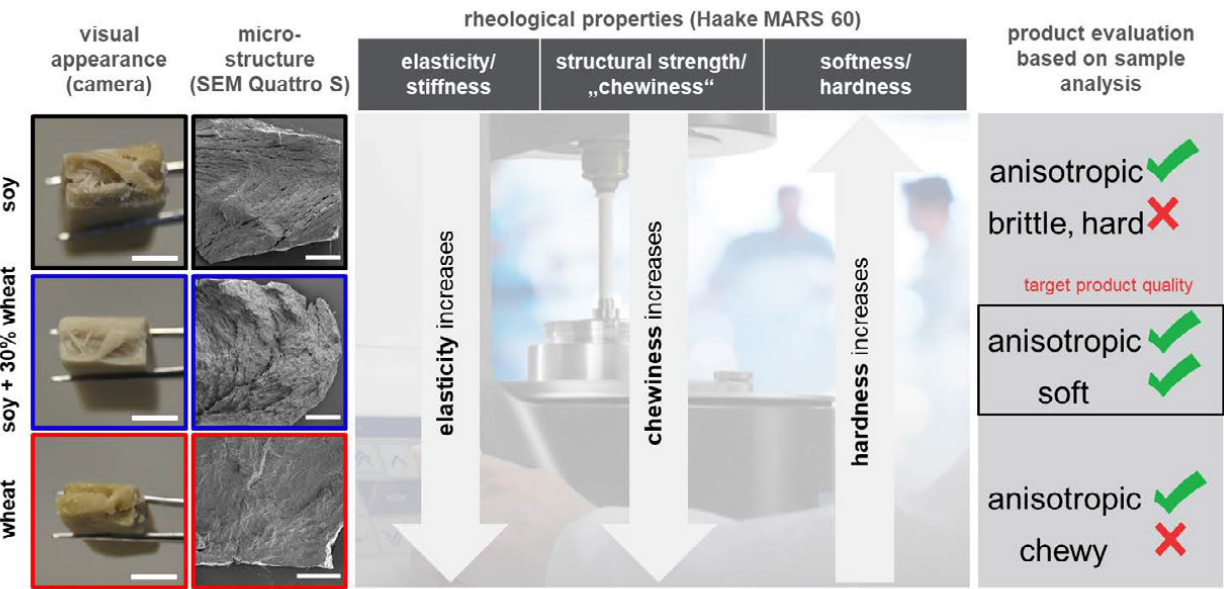 rheological properties (Haake MARS 60)
visual
appearance
(camera)
micro-
structure
(SEM Quattro S)
elasticity/
stiffness
structural strength/
„chewiness“
softness/
hardness
product evaluation
based on sample
analysis
soy
soy + 30% wheat
wheat
elasticity increases
chewiness increases
hardness increases
anisotropic
brittle, hard
target product quality
anisotropic
soft
anisotropic
chewy